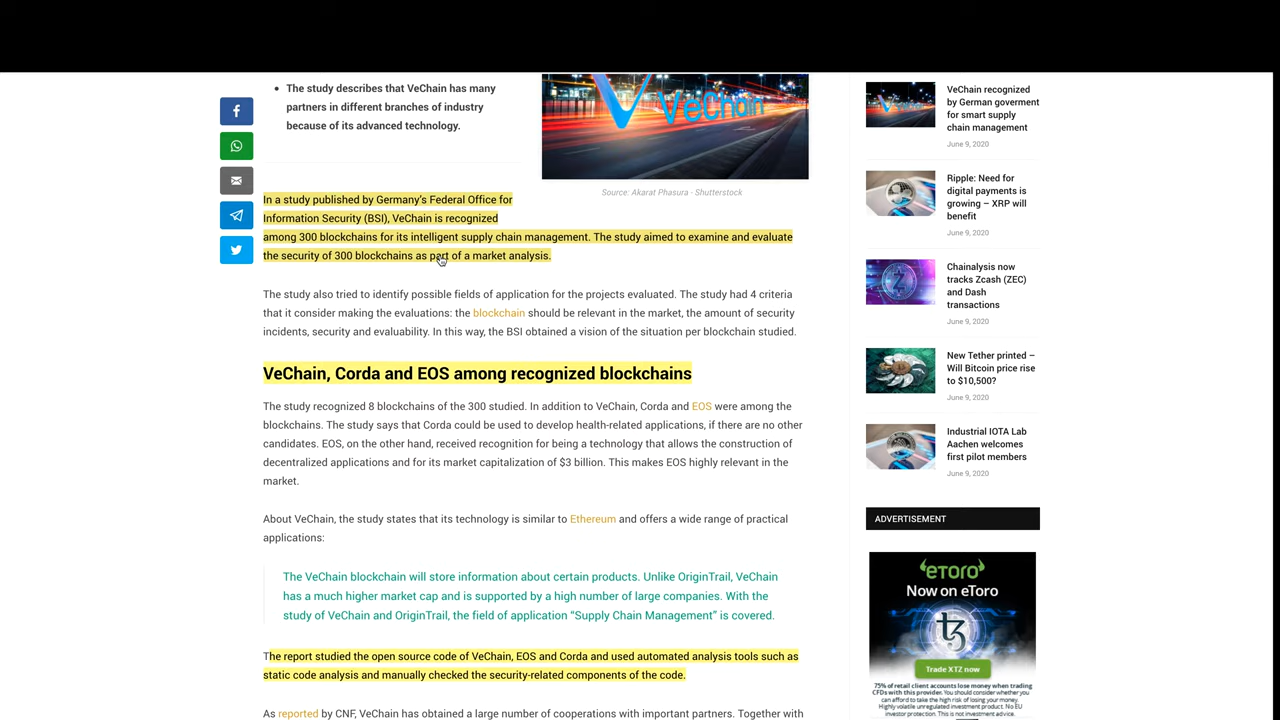 The study describes that VeChain has many
partners in different branches of industry
because of its advanced technology.
VeChain
Source: Akarat Phasura - Shutterstock
In a study published by Germany's Federal Office for
Information Security (BSI), VeChain is recognized
among 300 blockchains for its intelligent supply chain management. The study aimed to examine and evaluate
the security of 300 blockchains as part of a market analysis.
The study also tried to identify possible fields of application for the projects evaluated. The study had 4 criteria
that it consider making the evaluations: the blockchain should be relevant in the market, the amount of security
incidents, security and evaluability. In this way, the BSI obtained a vision of the situation per blockchain studied.
VeChain, Corda and EOS among recognized blockchains
The study recognized 8 blockchains of the 300 studied. In addition to VeChain, Corda and EOS were among the
blockchains. The study says that Corda could be used to develop health-related applications, if there are no other
candidates. EOS, on the other hand, received recognition for being a technology that allows the construction of
decentralized applications and for its market capitalization of $3 billion. This makes EOS highly relevant in the
market.
About VeChain, the study states that its technology is similar to Ethereum and offers a wide range of practical
applications:
The VeChain blockchain will store information about certain products. Unlike OriginTrail, VeChain
has a much higher market cap and is supported by a high number of large companies. With the
study of VeChain and OriginTrail, the field of application “Supply Chain Management” is covered.
The report studied the open source code of VeChain, EOS and Corda and used automated analysis tools such as
static code analysis and manually checked the security-related components of the code.
As reported by CNF, VeChain has obtained a large number of cooperations with important partners. Together with
VeChain recognized
by German goverment
for smart supply
chain management
June 9, 2020
Ripple: Need for
digital payments is
growing – XRP will
benefit
June 9, 2020
Chainalysis now
tracks Zcash (ZEC)
and Dash
transactions
June 9, 2020
New Tether printed –
Will Bitcoin price rise
to $10,500?
June 9, 2020
Industrial IOTA Lab
Aachen welcomes
first pilot members
June 9, 2020
ADVERTISEMENT
eToro
Now on eToro
Trade XTZ now
75% of retail client accounts lose money when trading
CFDs with this provider. You should consider whether you
can afford to take the high risk of losing your money.
Highly volatile unregulated investment product. No EU
investor protection. This is not investment advice.